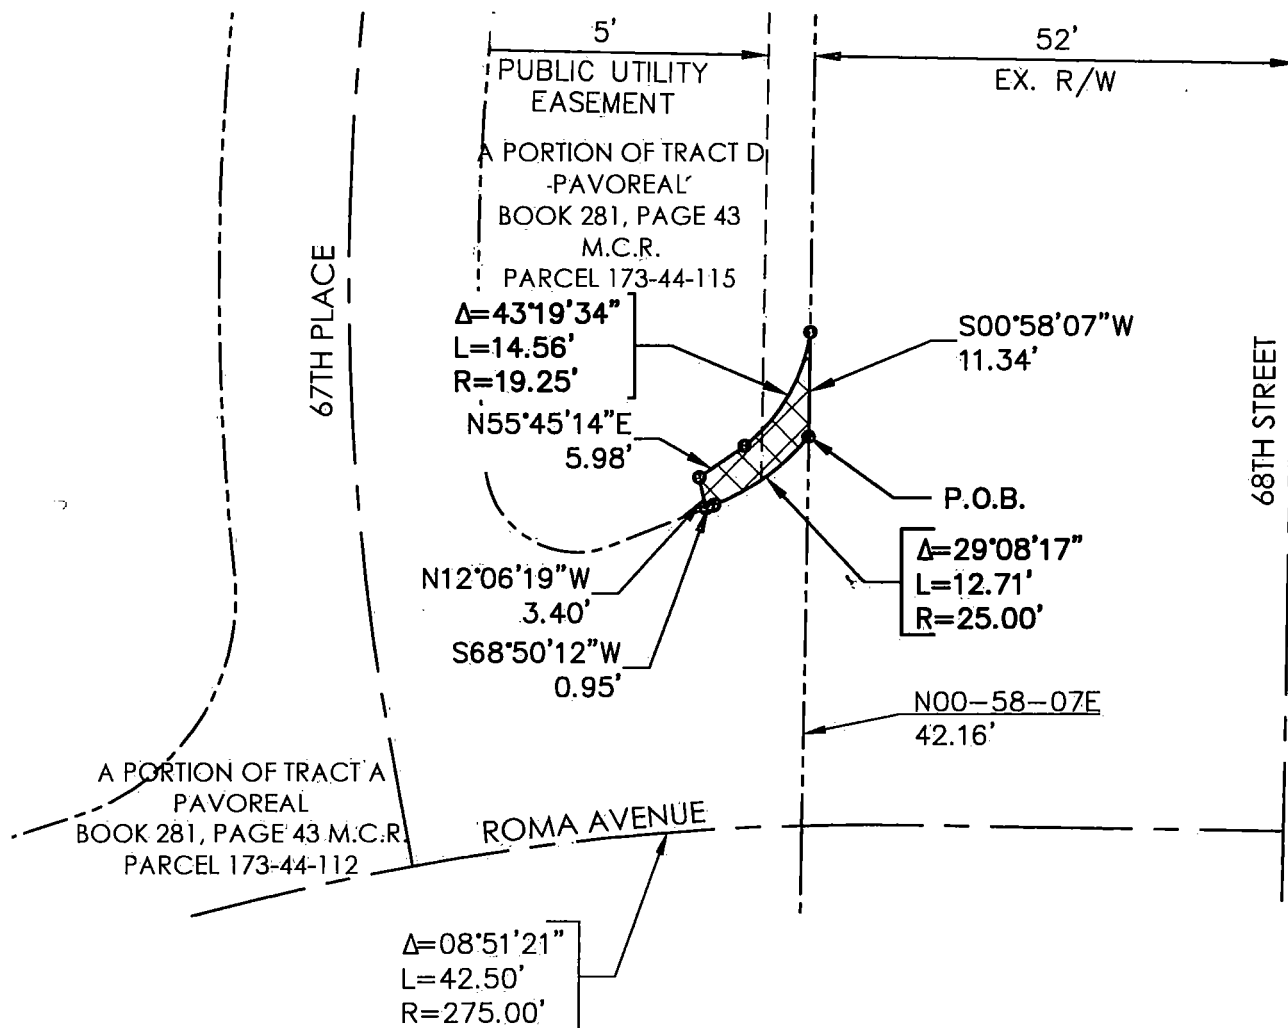 5'
PUBLIC UTILITY
EASEMENT
52'
EX. R/W
A PORTION OF TRACT D
PAVOREAL
BOOK 281, PAGE 43
M.C.R.
PARCEL 173-44-115
67TH PLACE
Δ=43°19'34"
L=14.56'
R=19.25'
S00°58'07"W
11.34'
N55°45'14"E
5.98'
68TH STREET
P.O.B.
Δ=29°08'17"
L=12.71'
R=25.00'
N12°06'19"W
3.40'
S68°50'12"W
0.95'
N00-58-07E
42.16'
A PORTION OF TRACT A
PAVOREAL
BOOK 281, PAGE 43 M.C.R.
PARCEL 173-44-112
ROMA AVENUE
Δ=08°51'21"
L=42.50'
R=275.00'